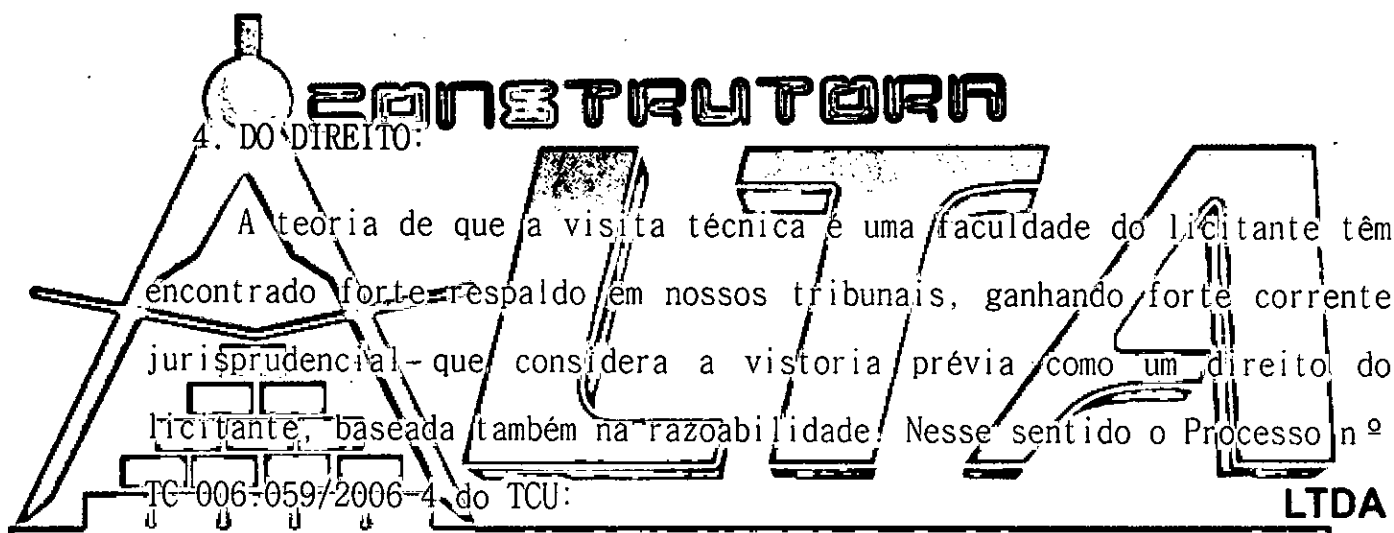 CONSTRUTORA
LTA
4. DO DIREITO:
A teoria de que a visita técnica é uma faculdade do licitante têm
encontrado forte respaldo em nossos tribunais, ganhando forte corrente
jurisprudencial que considera a vistoria prévia como um direito do
licitante, baseada também na razoabilidade. Nesse sentido o Processo n º
TC-006.059/2006-4 do TCU:
LTDA